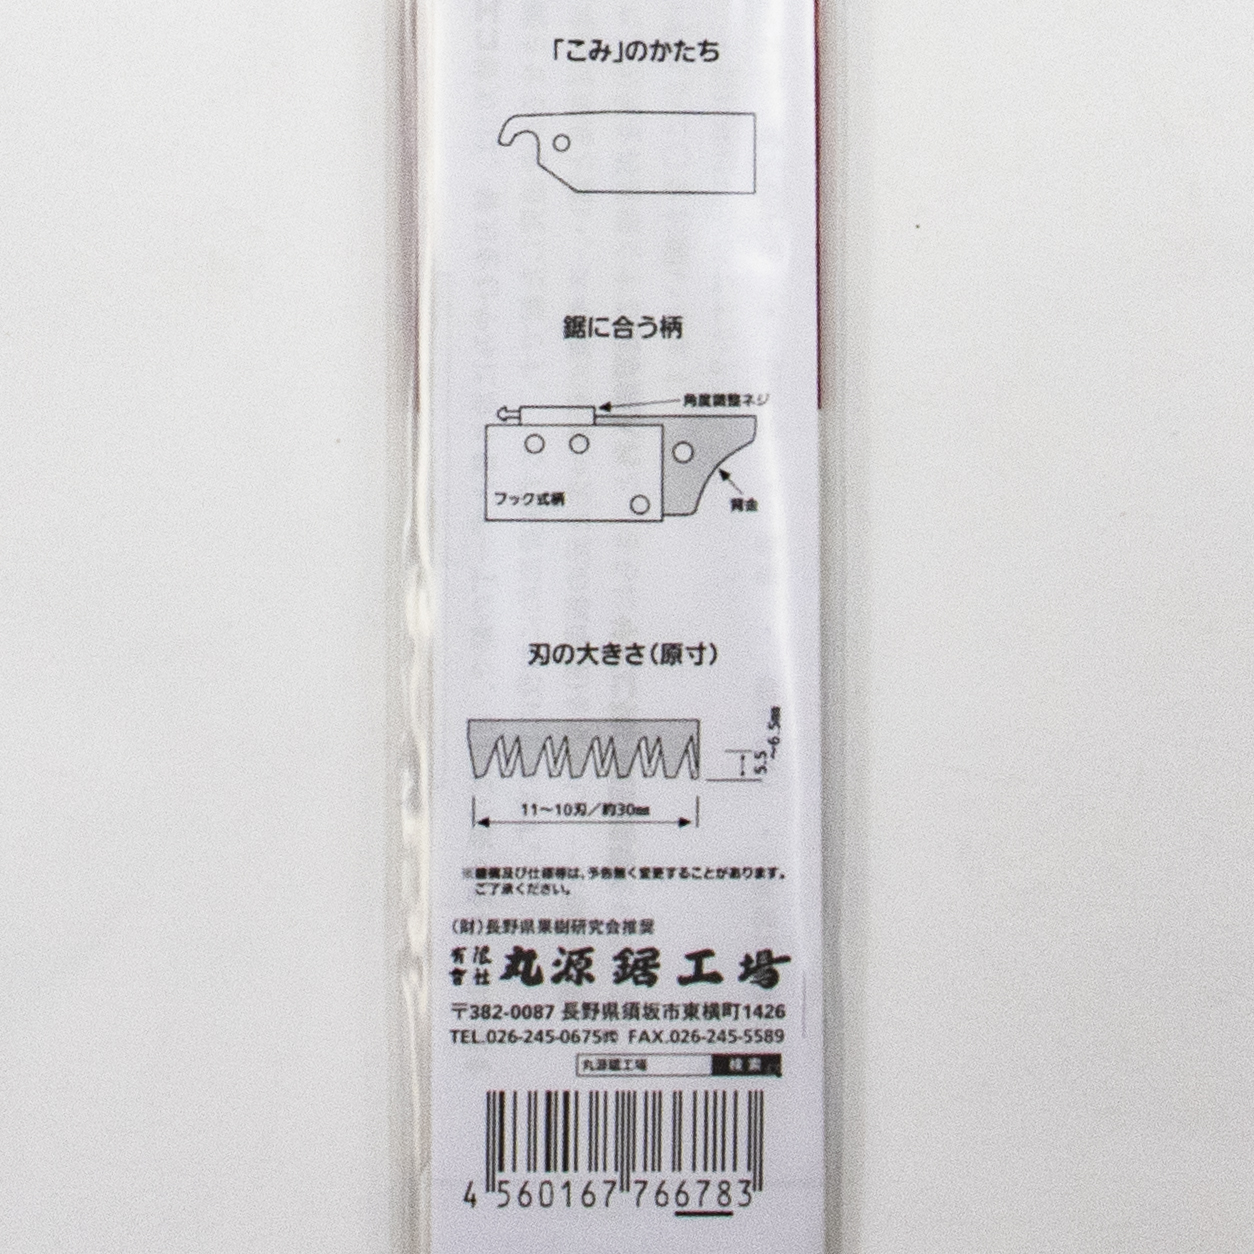 「こみ」のかたち
鋸に合う柄
角度調整ネジ
フック式柄
背金
刃の大きさ（原寸）
5.5
〜6.5㎜
11〜10刃／約30㎜
※機構及び仕様等は、予告無く変更することがあります。
ご了承ください。
（財）長野県果樹研究会推奨
有限会社 丸源鋸工場
〒382-0087 長野県須坂市東横町1426
TEL.026-245-0675㈹ FAX.026-245-5589
丸源鋸工場 検索
4 560167 766783